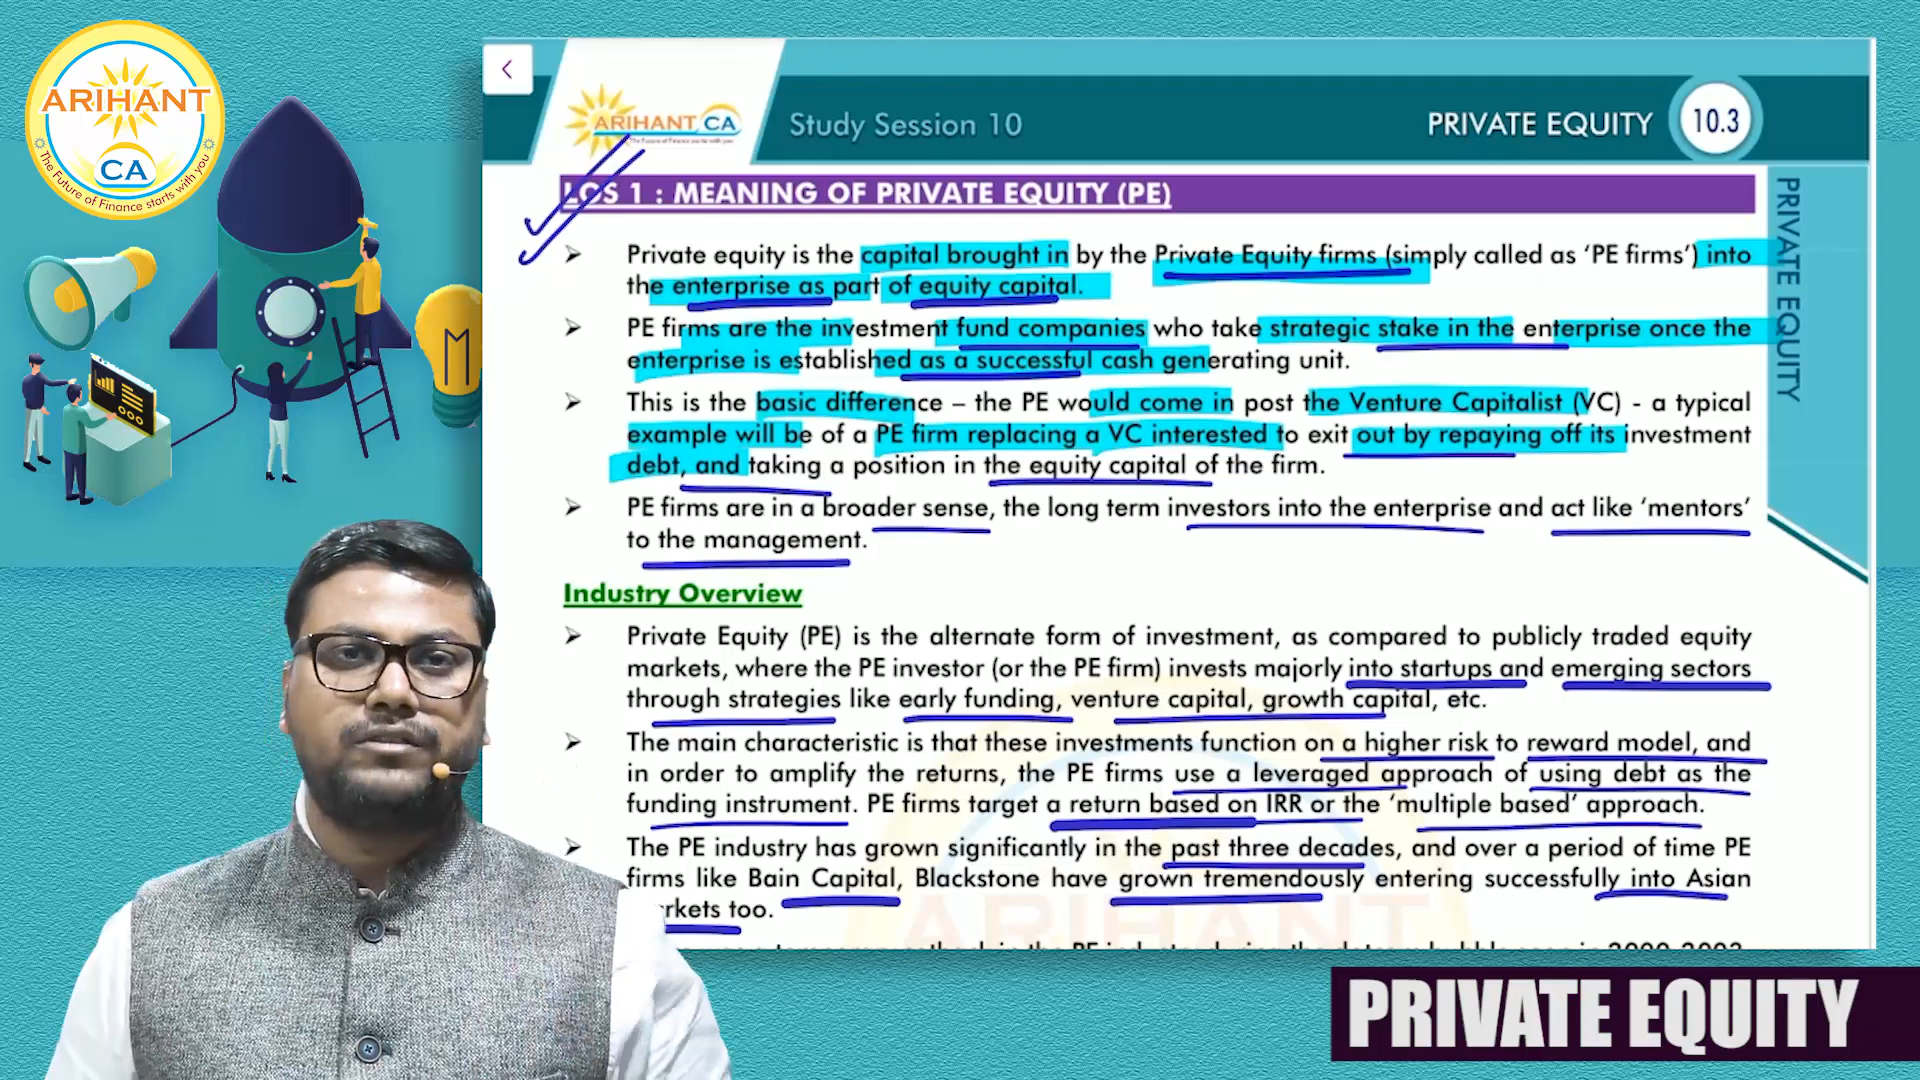 ARIHANT
CA
The Future of Finance starts with you
ARIHANT CA
The Future of Finance starts with you
Study Session 10
PRIVATE EQUITY
10.3
LOS 1 : MEANING OF PRIVATE EQUITY (PE)
PRIVATE EQUITY
➢ Private equity is the capital brought in by the Private Equity firms (simply called as ‘PE firms’) into
the enterprise as part of equity capital.
➢ PE firms are the investment fund companies who take strategic stake in the enterprise once the
enterprise is established as a successful cash generating unit.
➢ This is the basic difference – the PE would come in post the Venture Capitalist (VC) - a typical
example will be of a PE firm replacing a VC interested to exit out by repaying off its investment
debt, and taking a position in the equity capital of the firm.
➢ PE firms are in a broader sense, the long term investors into the enterprise and act like ‘mentors’
to the management.
Industry Overview
➢ Private Equity (PE) is the alternate form of investment, as compared to publicly traded equity
markets, where the PE investor (or the PE firm) invests majorly into startups and emerging sectors
through strategies like early funding, venture capital, growth capital, etc.
➢ The main characteristic is that these investments function on a higher risk to reward model, and
in order to amplify the returns, the PE firms use a leveraged approach of using debt as the
funding instrument. PE firms target a return based on IRR or the ‘multiple based’ approach.
➢ The PE industry has grown significantly in the past three decades, and over a period of time PE
firms like Bain Capital, Blackstone have grown tremendously entering successfully into Asian
rkets too.
ARIHANT
PRIVATE EQUITY